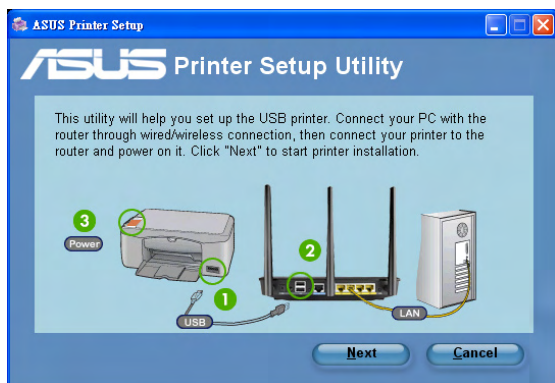 ASUS Printer Setup
ASUS Printer Setup Utility
This utility will help you set up the USB printer. Connect your PC with the
router through wired/wireless connection, then connect your printer to the
router and power on it. Click "Next" to start printer installation.
3
Power
2
1
USB
LAN
Next
Cancel